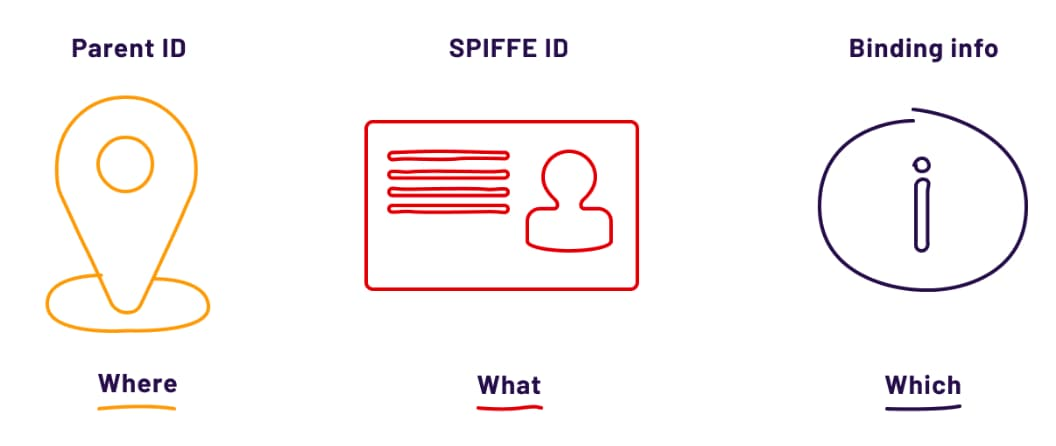 Parent ID
SPIFFE ID
Binding info
Where
What
Which